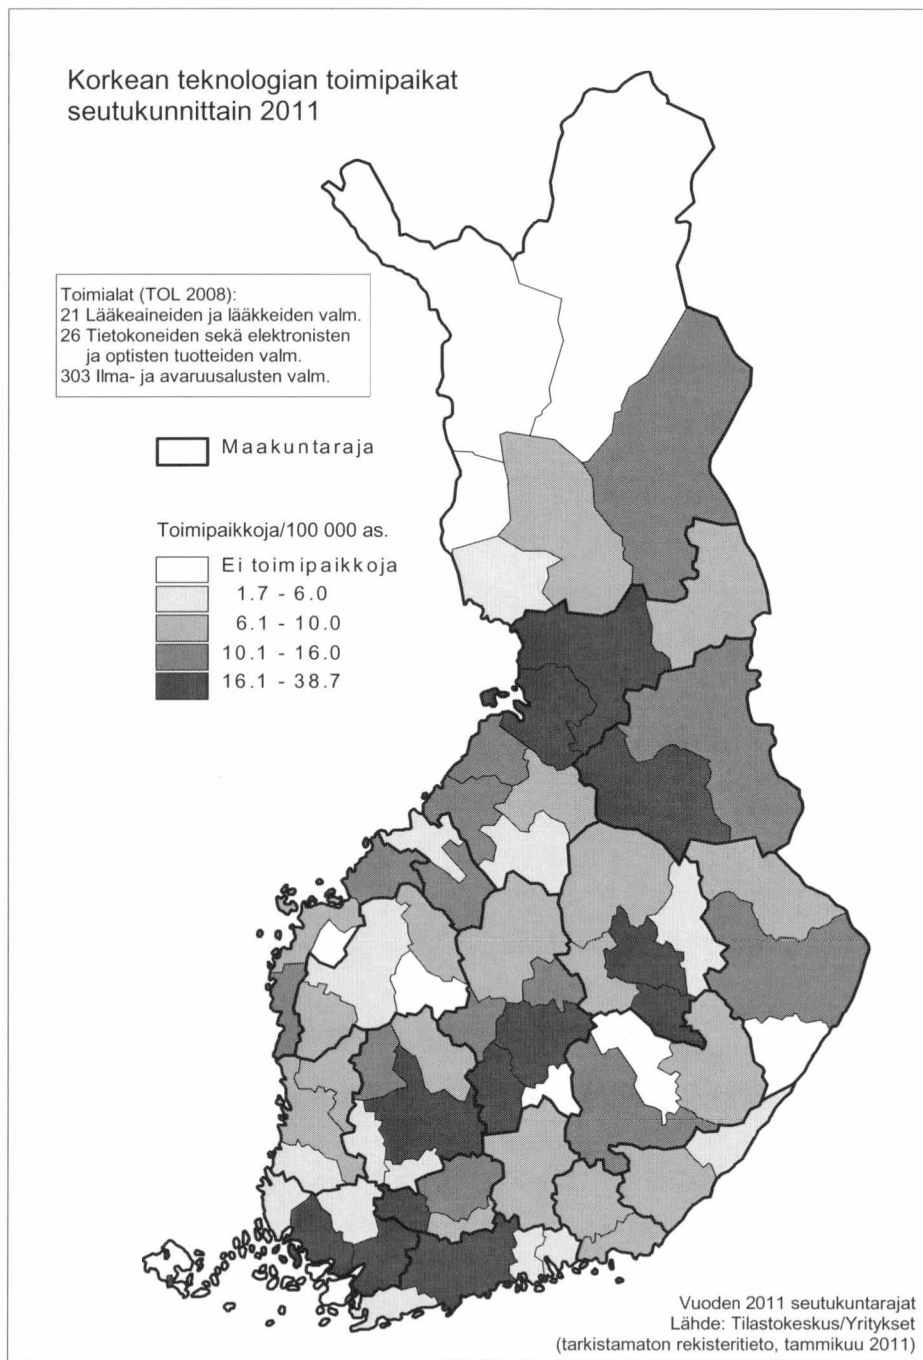 Korkean teknologian toimipaikat
seutukunnittain 2011
Toimialat (TOL 2008):
21 Lääkeaineiden ja lääkkeiden valm.
26 Tietokoneiden sekä elektronisten
ja optisten tuotteiden valm.
303 Ilma- ja avaruusalusten valm.
Maakuntaraja
Toimipaikkoja/100 000 as.
Ei toimipaikkoja
1.7 - 6.0
6.1 - 10.0
10.1 - 16.0
16.1 - 38.7
Vuoden 2011 seutukuntarajat
Lähde: Tilastokeskus/Yritykset
(tarkistamaton rekisteritieto, tammikuu 2011)